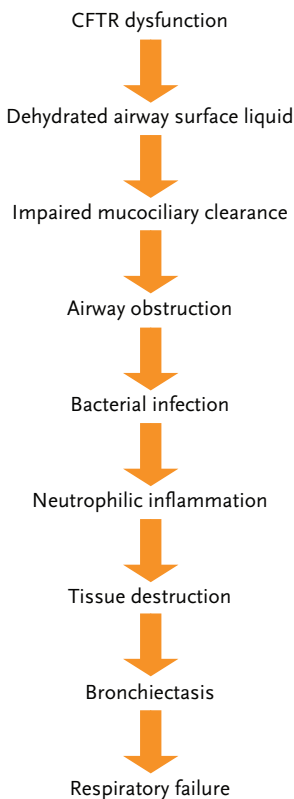 CFTR dysfunction
Dehydrated airway surface liquid
Impaired mucociliary clearance
Airway obstruction
Bacterial infection
Neutrophilic inflammation
Tissue destruction
Bronchiectasis
Respiratory failure